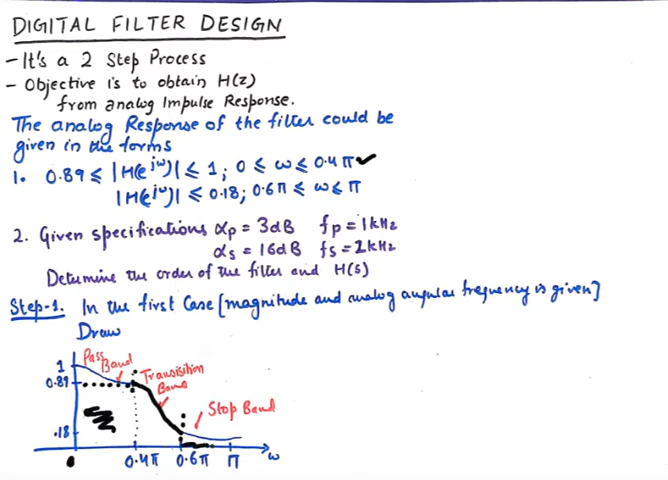 DIGITAL FILTER DESIGN
- It's a 2 Step Process
- Objective is to obtain H(z)
from analog Impulse Response.
The analog Response of the filter could be
given in the forms
1. 0.89 ≤ |H(e^jω)| ≤ 1; 0 ≤ ω ≤ 0.4π ✓
|H(e^jω)| ≤ 0.18; 0.6π ≤ ω ≤ π
2. Given specifications αp = 3dB fp = 1kHz
αs = 16dB fs = 2kHz
Determine the order of the filter and H(s)
Step-1. In the first Case [magnitude and analog angular frequency is given]
Draw
1 Pass Band
0.89 Transisition Band
Stop Band
.18
0 0.4π 0.6π π ω